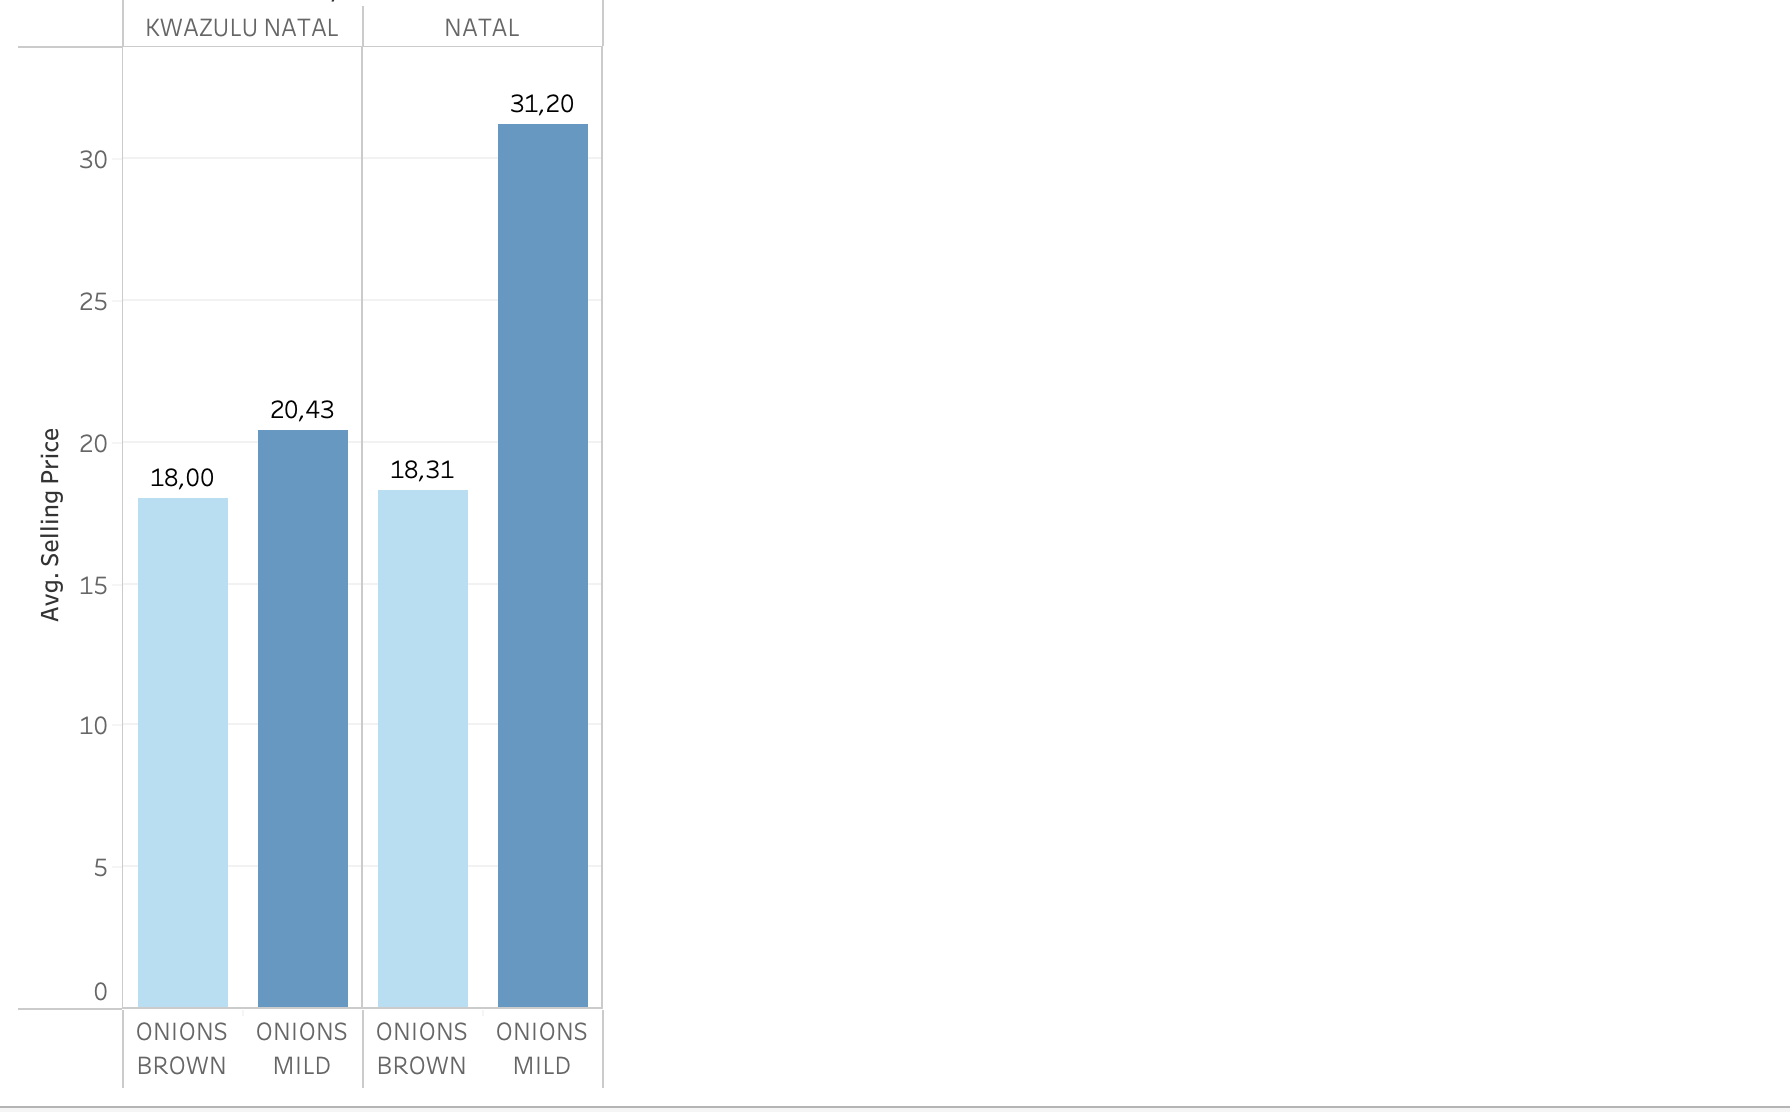 KWAZULU NATAL NATAL
31,20
30
25
20,43
20
18,00
18,31
15
10
5
0
Avg. Selling Price
ONIONS BROWN
ONIONS MILD
ONIONS BROWN
ONIONS MILD